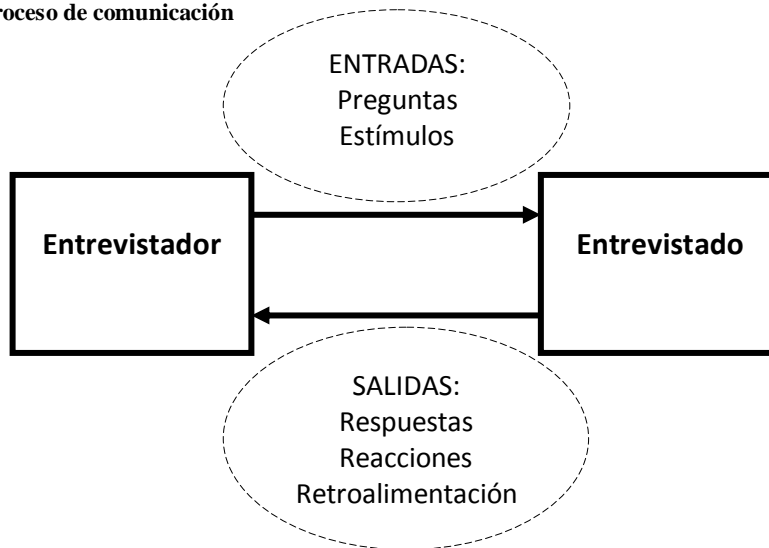 roceso de comunicación
ENTRADAS:
Preguntas
Estímulos
Entrevistador
Entrevistado
SALIDAS:
Respuestas
Reacciones
Retroalimentación